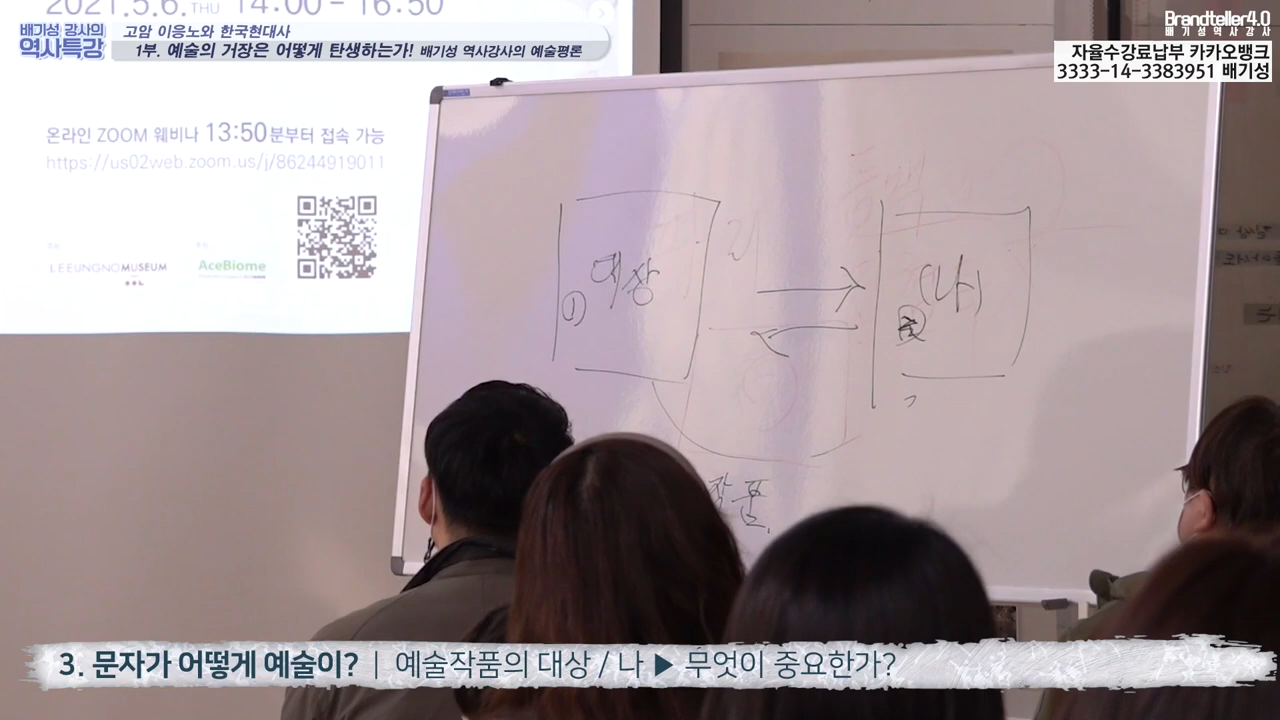 2021.5.6.THU 14:00 - 16:50
배기성 강사의
역사특강
고암 이응노와 한국현대사
1부. 예술의 거장은 어떻게 탄생하는가! 배기성 역사강사의 예술평론
Brandteller4.0
배기성역사강사
자율수강료납부 카카오뱅크
3333-14-3383951 배기성
온라인 ZOOM 웨비나 13:50분부터 접속 가능
https://us02web.zoom.us/j/86244919011
LEEUNGNOMUSEUM
AceBiome
① 대상
(나)
작품
3. 문자가 어떻게 예술이? | 예술작품의 대상 / 나 ▶ 무엇이 중요한가?